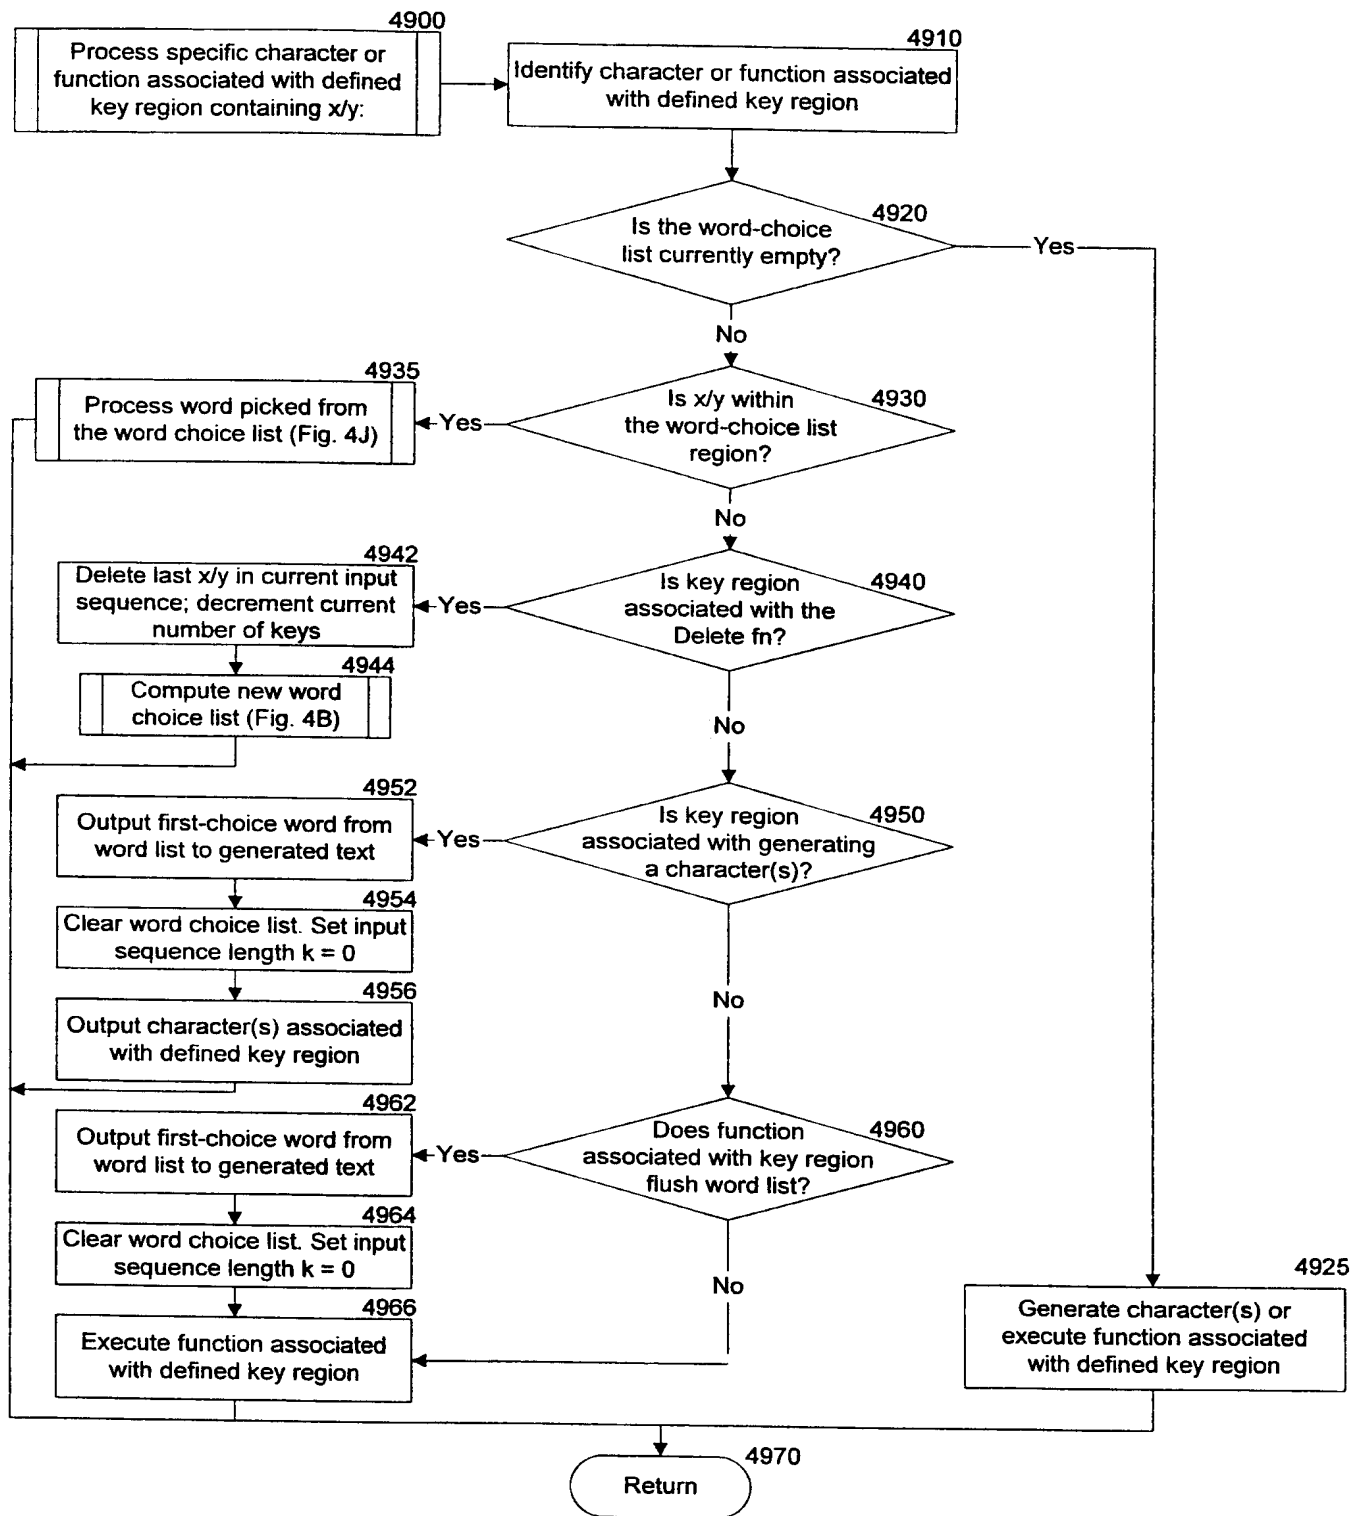 4900
Process specific character or
function associated with defined
key region containing x/y:
4910
Identify character or function associated
with defined key region
4920
Is the word-choice
list currently empty?
Yes
No
4935
Process word picked from
the word choice list (Fig. 4J)
Yes
4930
Is x/y within
the word-choice list
region?
No
4942
Delete last x/y in current input
sequence; decrement current
number of keys
Yes
4940
Is key region
associated with the
Delete fn?
4944
Compute new word
choice list (Fig. 4B)
No
4952
Output first-choice word from
word list to generated text
Yes
4950
Is key region
associated with generating
a character(s)?
4954
Clear word choice list. Set input
sequence length k = 0
No
4956
Output character(s) associated
with defined key region
4962
Output first-choice word from
word list to generated text
Yes
4960
Does function
associated with key region
flush word list?
4964
Clear word choice list. Set input
sequence length k = 0
No
4966
Execute function associated
with defined key region
4925
Generate character(s) or
execute function associated
with defined key region
4970
Return